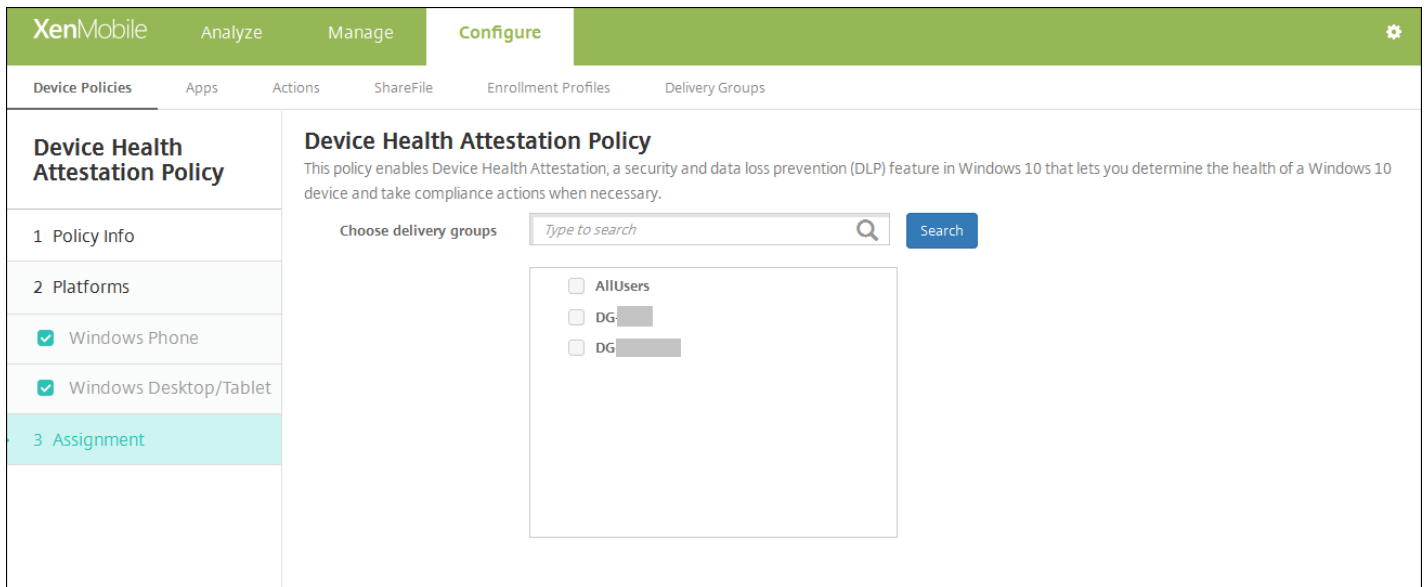 XenMobile Analyze Manage Configure
Device Policies Apps Actions ShareFile Enrollment Profiles Delivery Groups
Device Health
Attestation Policy
1 Policy Info
2 Platforms
Windows Phone
Windows Desktop/Tablet
3 Assignment
Device Health Attestation Policy
This policy enables Device Health Attestation, a security and data loss prevention (DLP) feature in Windows 10 that lets you determine the health of a Windows 10
device and take compliance actions when necessary.
Choose delivery groups Type to search Search
AllUsers
DG-
DG